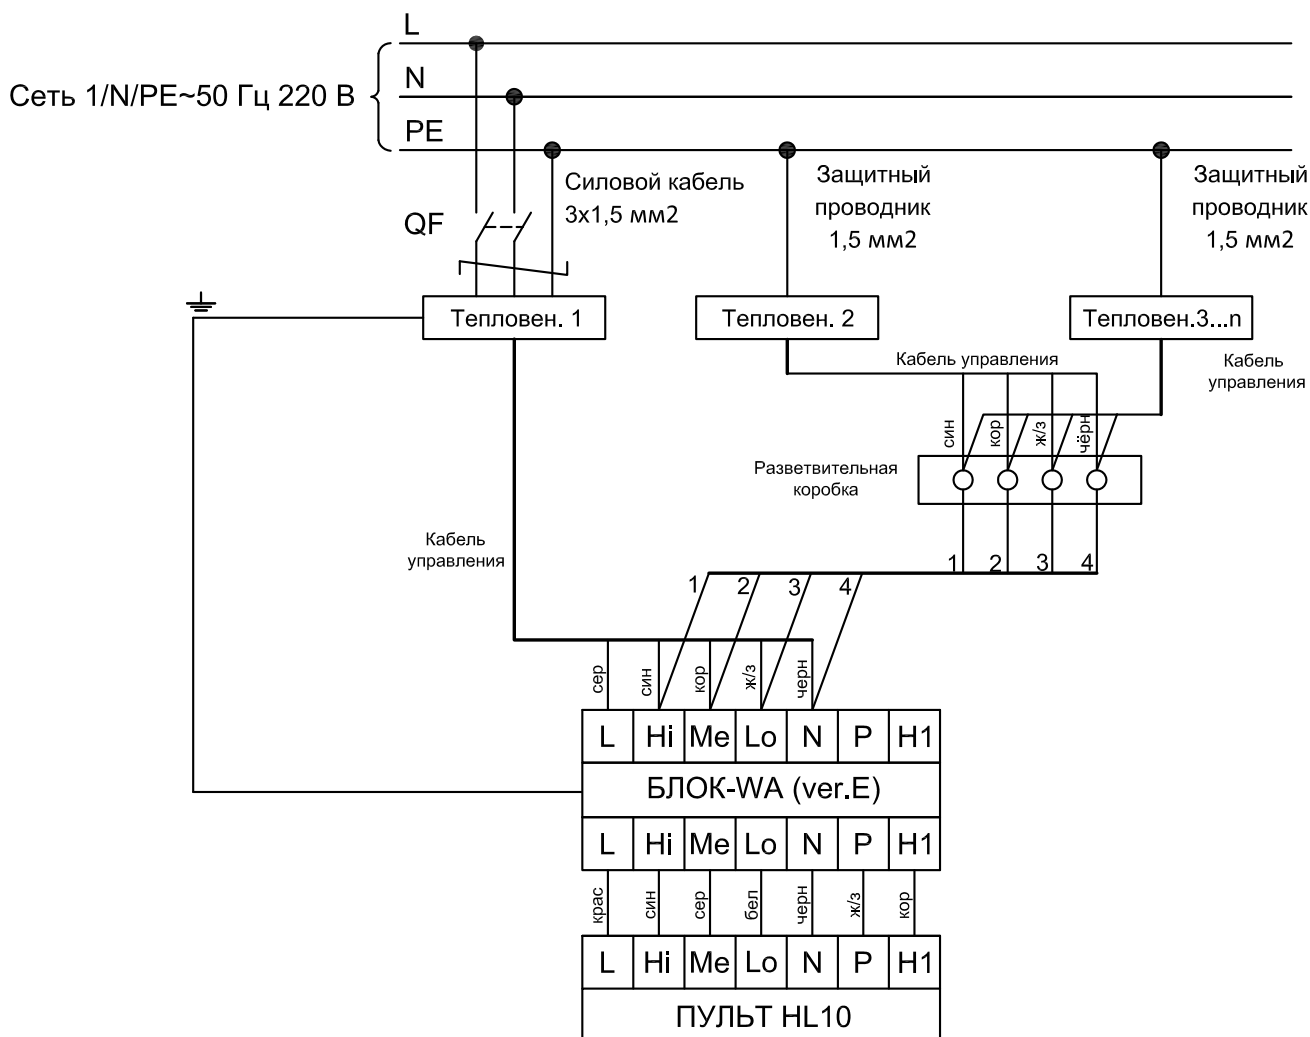 L
Сеть 1/N/PE~50 Гц 220 В
N
PE
QF
Силовой кабель
3х1,5 мм2
Защитный
проводник
1,5 мм2
Защитный
проводник
1,5 мм2
Тепловен. 1
Тепловен. 2
Тепловен.3...n
Кабель управления
Кабель
управления
син
кор
ж/з
чёрн
Разветвительная
коробка
Кабель
управления
1 2 3 4
1 2 3 4
сер
син
кор
ж/з
черн
L Hi Me Lo N P H1
БЛОК-WA (ver.E)
L Hi Me Lo N P H1
крас
син
сер
бел
черн
ж/з
кор
L Hi Me Lo N P H1
ПУЛЬТ HL10